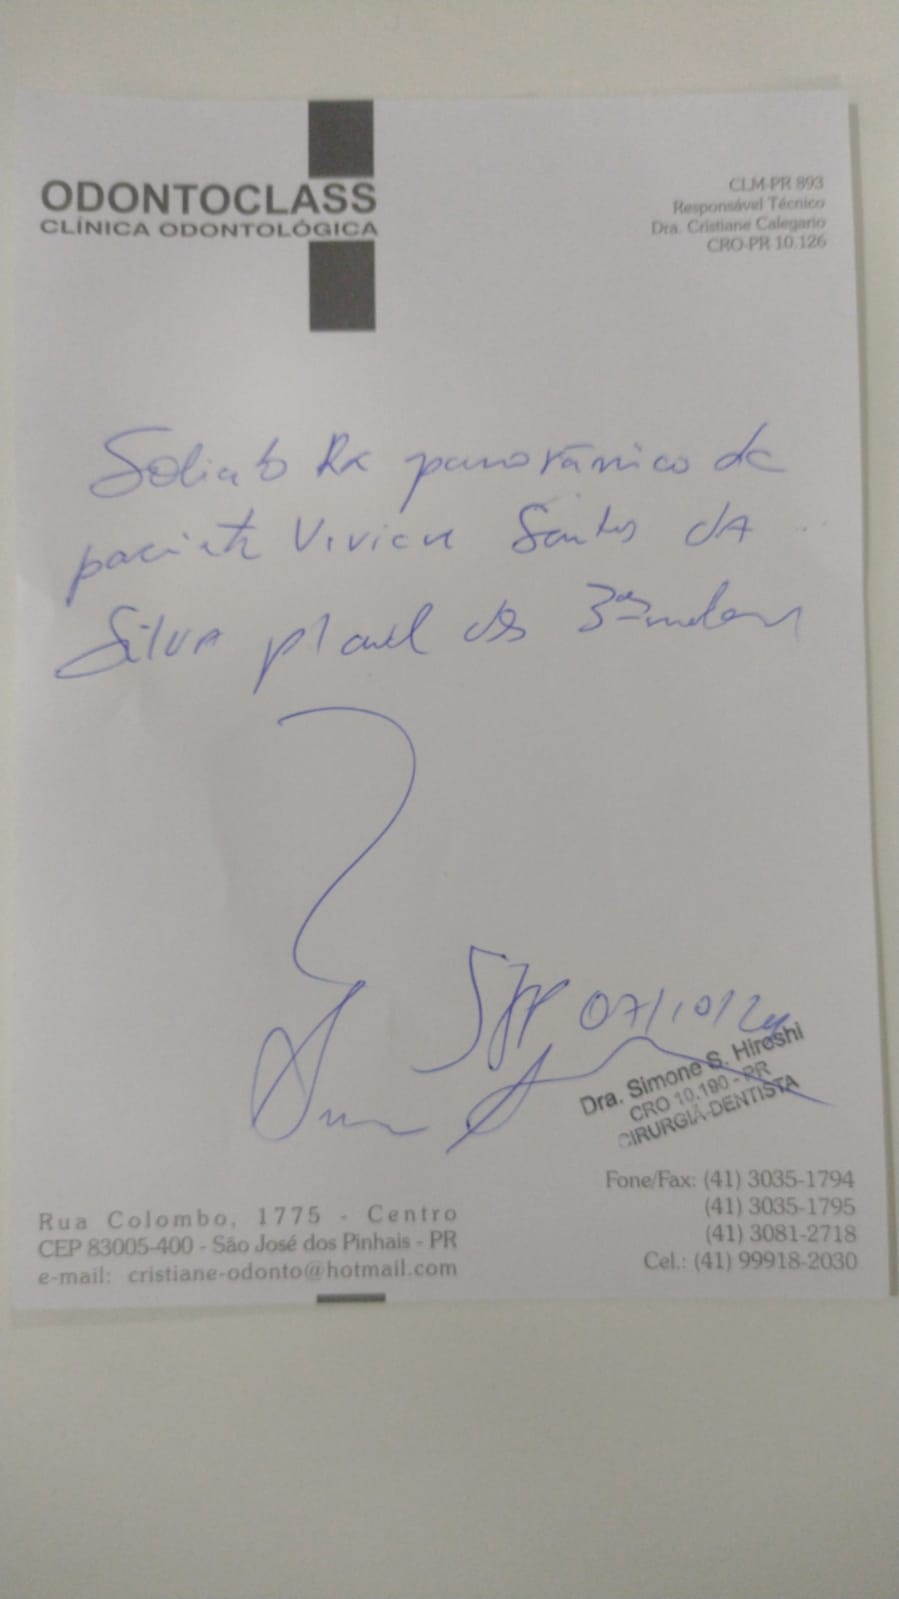 ODONTOCLASS
CLÍNICA ODONTOLÓGICA
CLM-PR 893
Responsável Técnico
Dra. Cristiane Calegario
CRO-PR 10.126
Solicito Rx panorâmico da
paciente Viviane Santos dA
Silva p/ aval dos 3ºs molares
SJP 07/10/24
Dra. Simone S. Hiroshi
CRO 10.190 - PR
CIRURGIÃ-DENTISTA
Rua Colombo, 1775 - Centro
CEP 83005-400 - São José dos Pinhais - PR
e-mail: cristiane-odonto@hotmail.com
Fone/Fax: (41) 3035-1794
(41) 3035-1795
(41) 3081-2718
Cel.: (41) 99918-2030